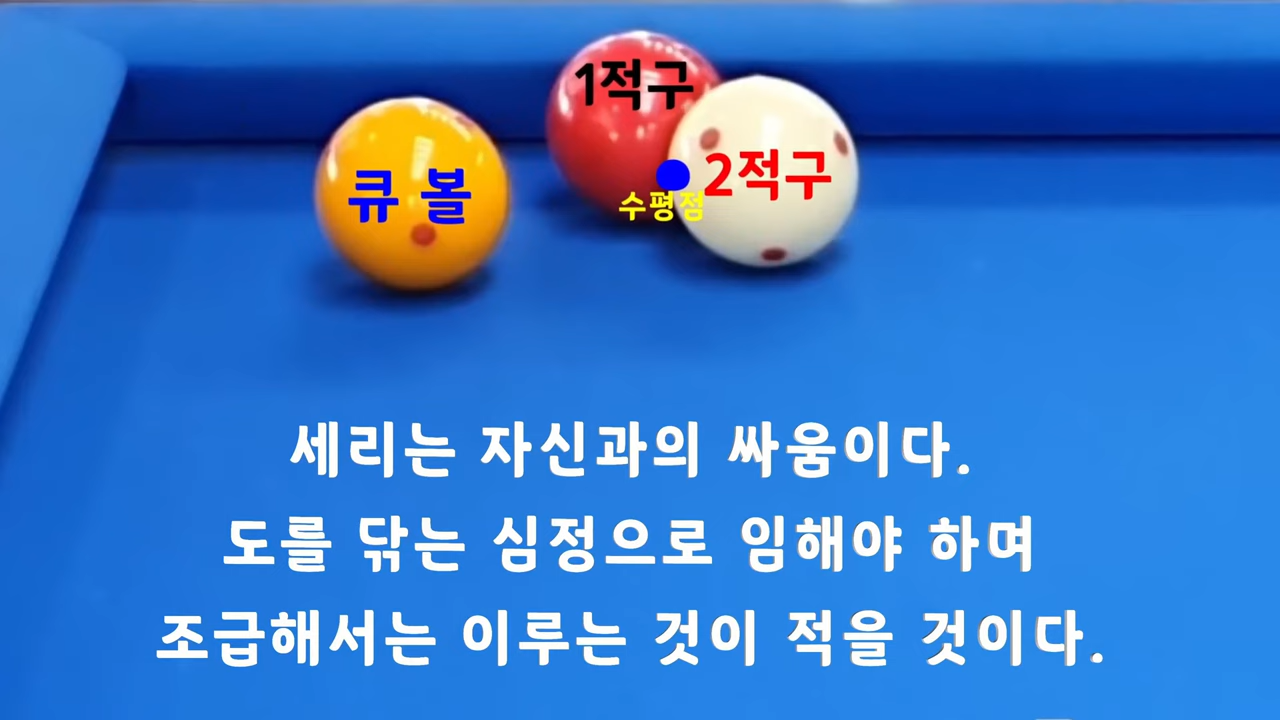 1적구
큐 볼
2적구
수평점
세리는 자신과의 싸움이다.
도를 닦는 심정으로 임해야 하며
조급해서는 이루는 것이 적을 것이다.